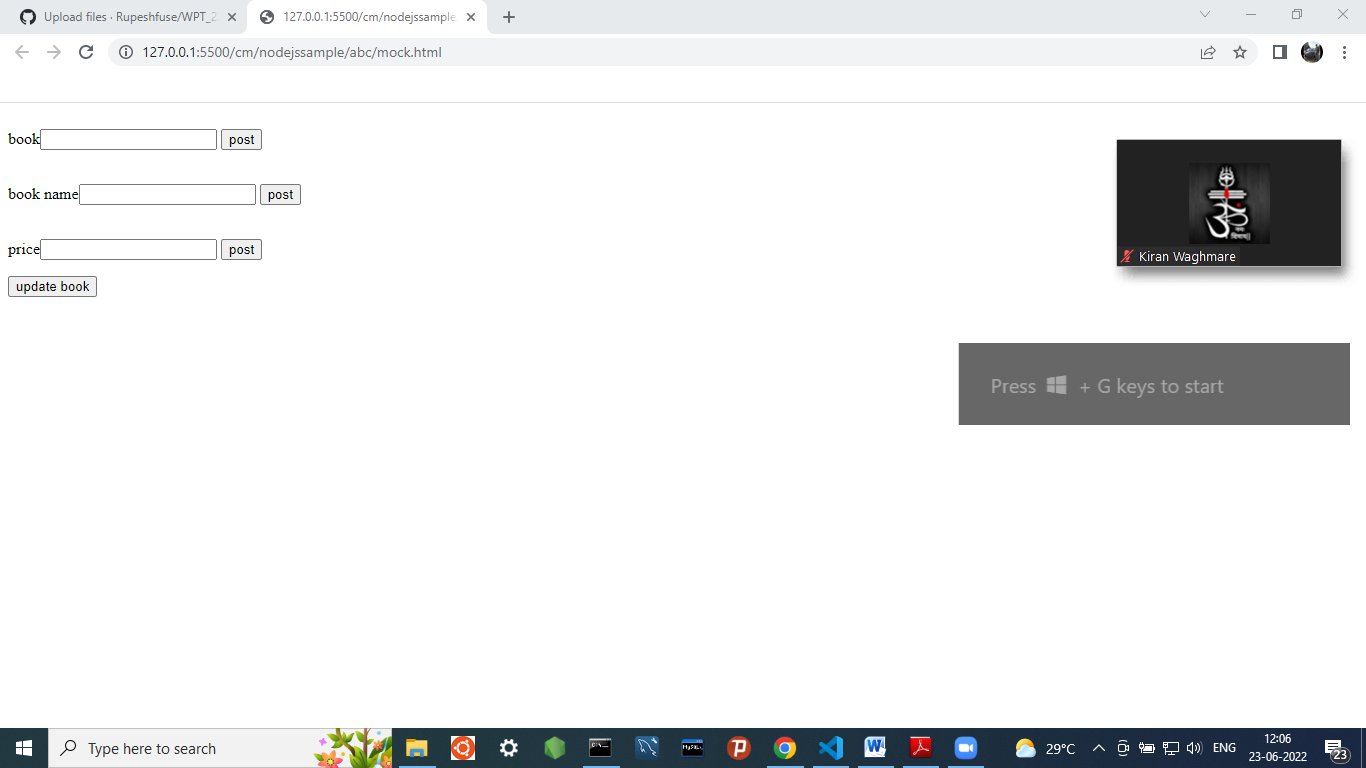 Upload files · Rupeshfuse/WPT_2
127.0.0.1:5500/cm/nodejssample
127.0.0.1:5500/cm/nodejssample/abc/mock.html
book
post
book name
post
price
post
update book
ॐ
Kiran Waghmare
Press + G keys to start
Type here to search
29°C
ENG
12:06
23-06-2022
23